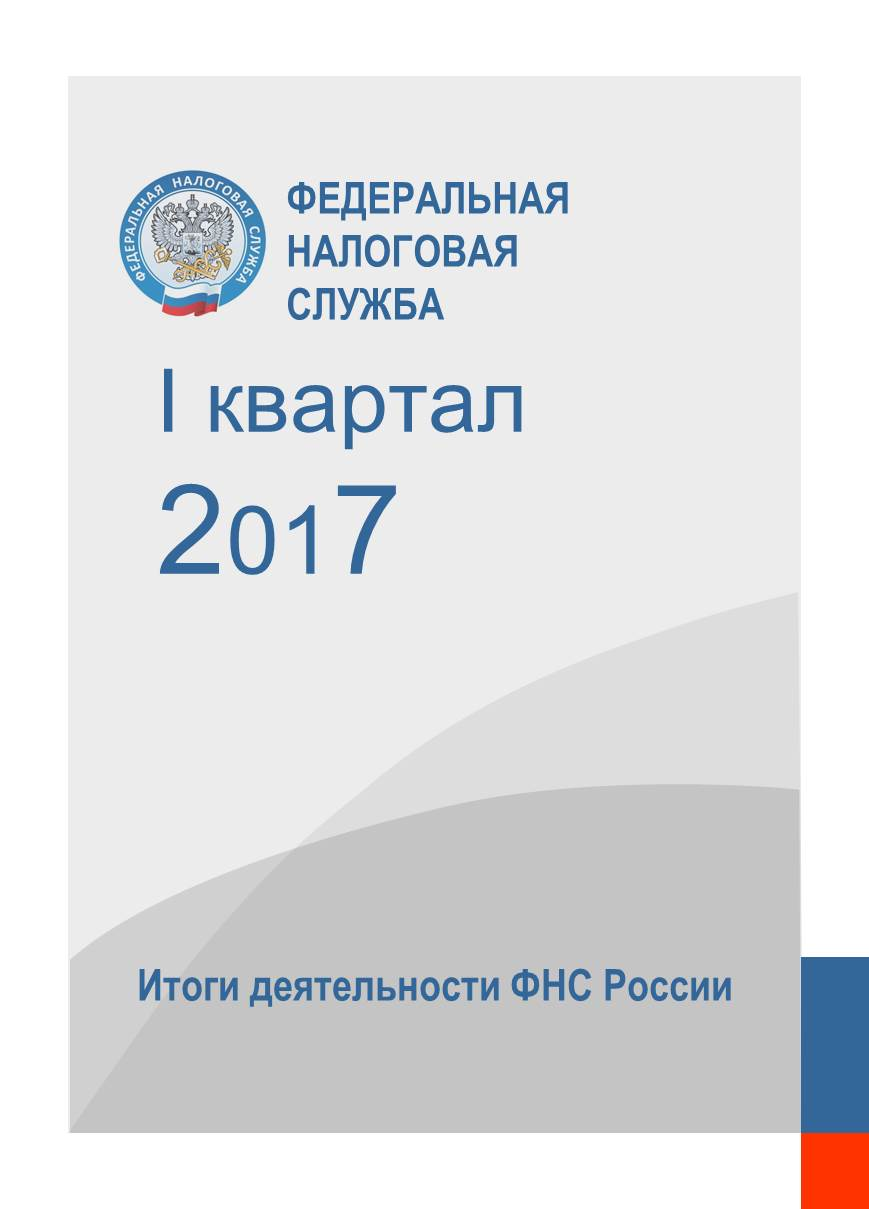 ФЕДЕРАЛЬНАЯ НАЛОГОВАЯ СЛУЖБА
ФЕДЕРАЛЬНАЯ
НАЛОГОВАЯ
СЛУЖБА
I квартал
2017
Итоги деятельности ФНС России